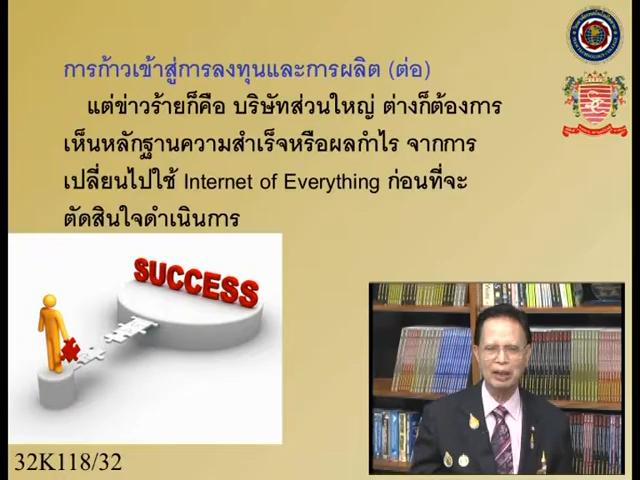 การก้าวเข้าสู่การลงทุนและการผลิต (ต่อ)
แต่ข่าวร้ายก็คือ บริษัทส่วนใหญ่ ต่างก็ต้องการ
เห็นหลักฐานความสำเร็จหรือผลกำไร จากการ
เปลี่ยนไปใช้ Internet of Everything ก่อนที่จะ
ตัดสินใจดำเนินการ
SUCCESS
32K118/32